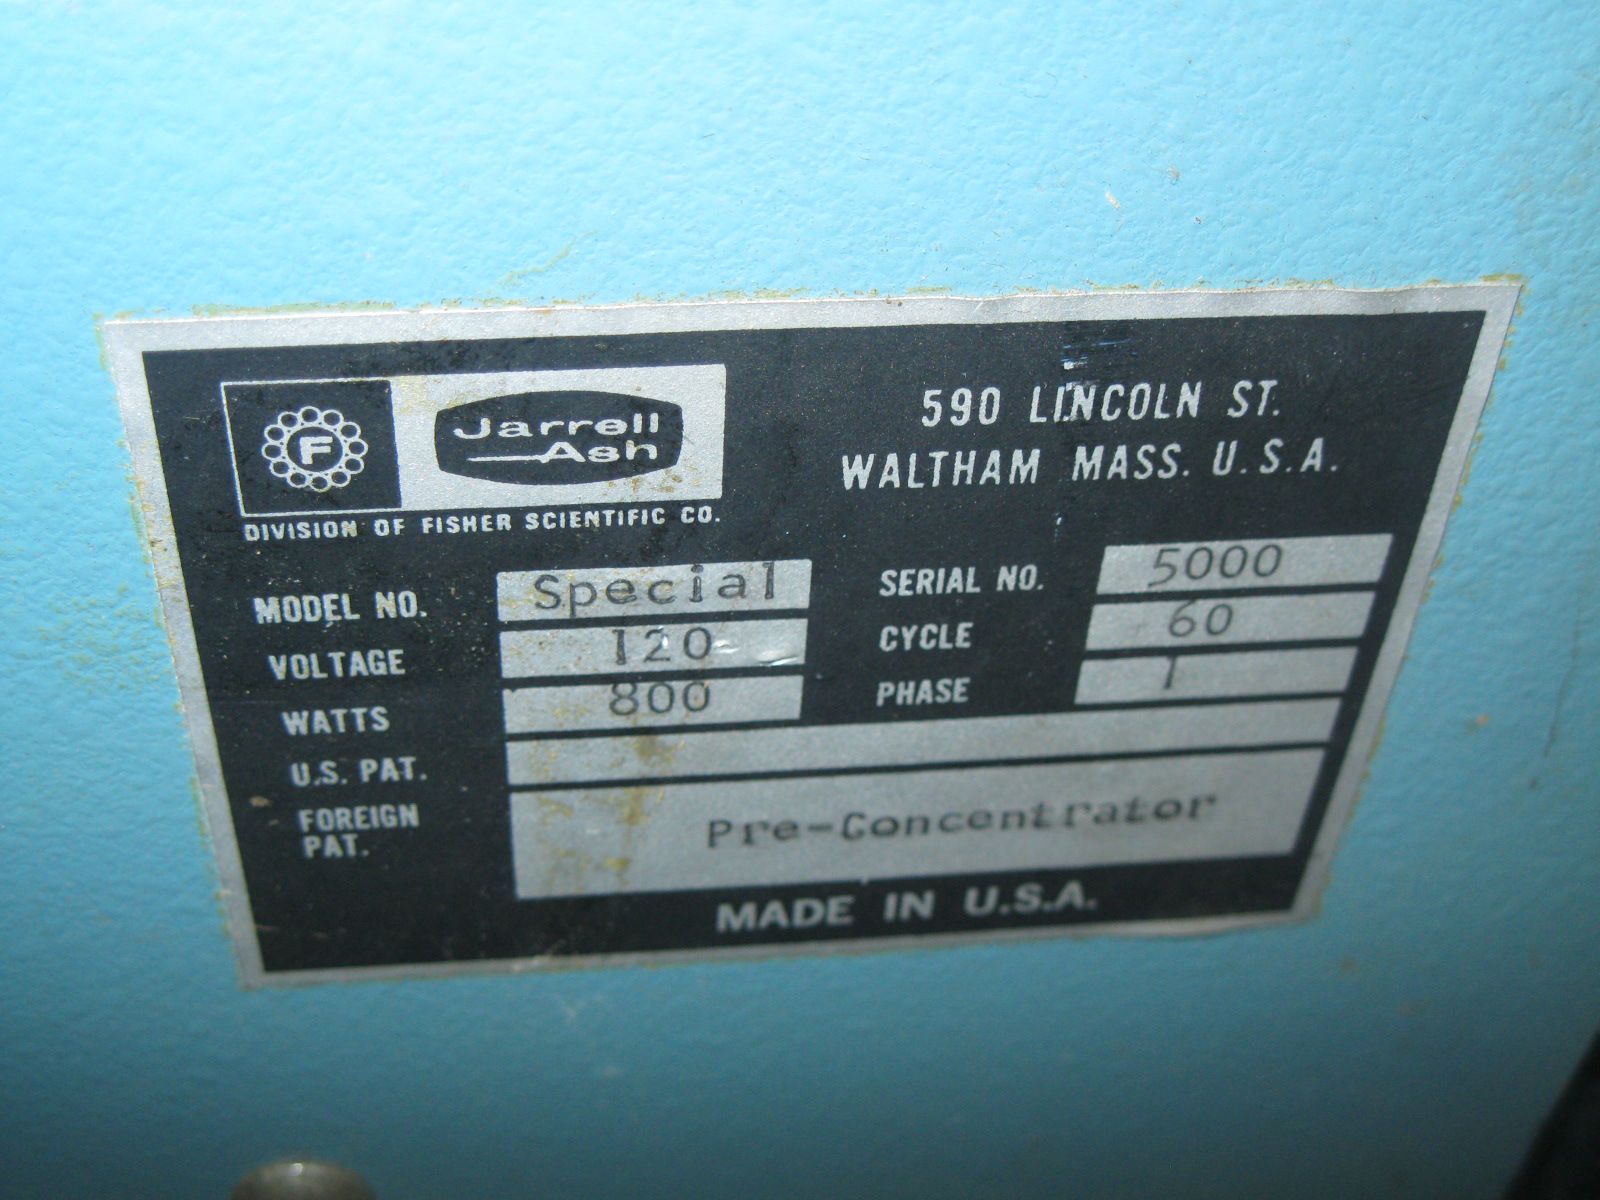 F
Jarrell
Ash
DIVISION OF FISHER SCIENTIFIC CO.
590 LINCOLN ST.
WALTHAM MASS. U.S.A.
MODEL NO. Special
SERIAL NO. 5000
VOLTAGE 120
CYCLE 60
WATTS 800
PHASE 1
U.S. PAT.
FOREIGN
PAT.
Pre-Concentrator
MADE IN U.S.A.